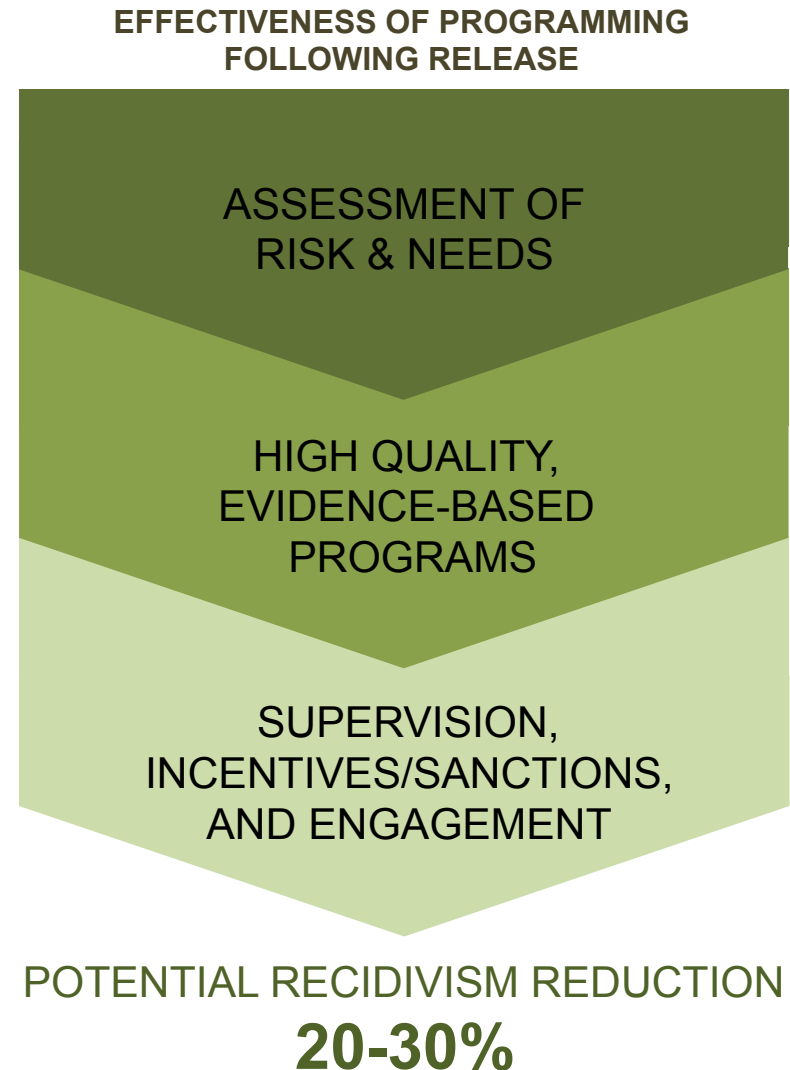 EFFECTIVENESS OF PROGRAMMING
FOLLOWING RELEASE
ASSESSMENT OF
RISK & NEEDS
HIGH QUALITY,
EVIDENCE-BASED
PROGRAMS
SUPERVISION,
INCENTIVES/SANCTIONS,
AND ENGAGEMENT
POTENTIAL RECIDIVISM REDUCTION
20-30%